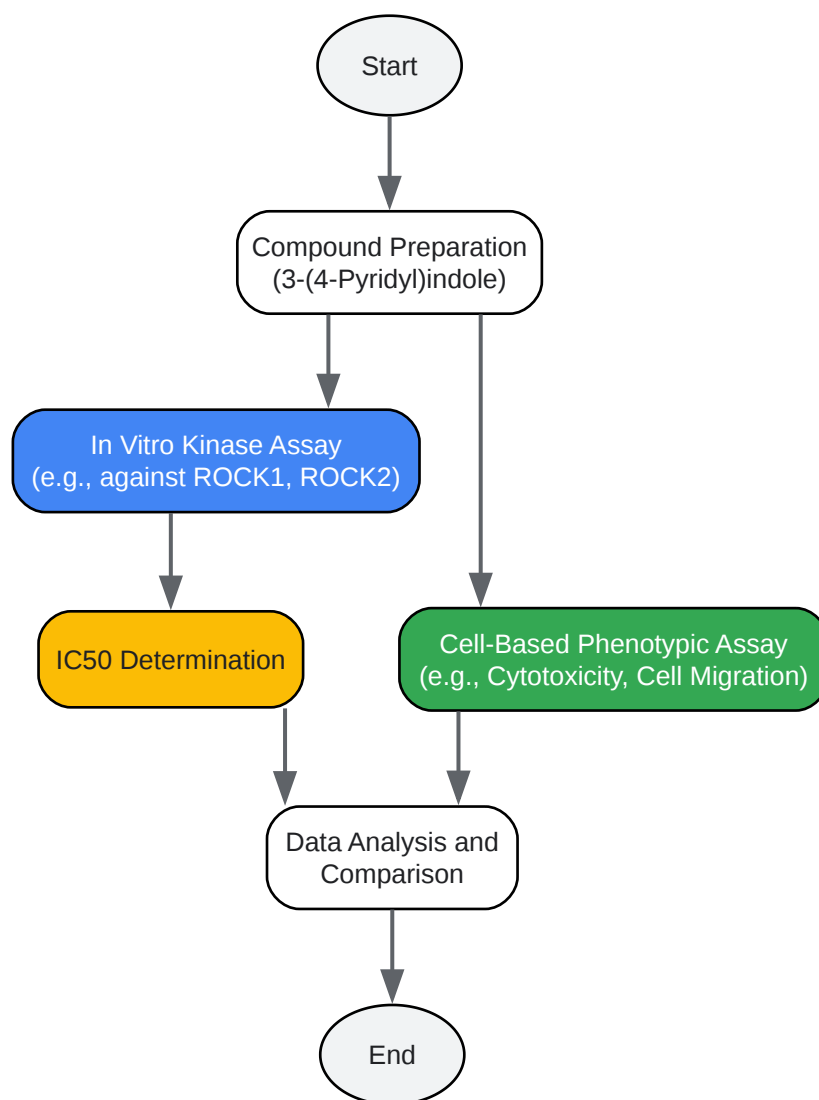 Start
Compound Preparation
(3-(4-Pyridyl)indole)
In Vitro Kinase Assay
(e.g., against ROCK1, ROCK2)
IC50 Determination
Cell-Based Phenotypic Assay
(e.g., Cytotoxicity, Cell Migration)
Data Analysis and
Comparison
End